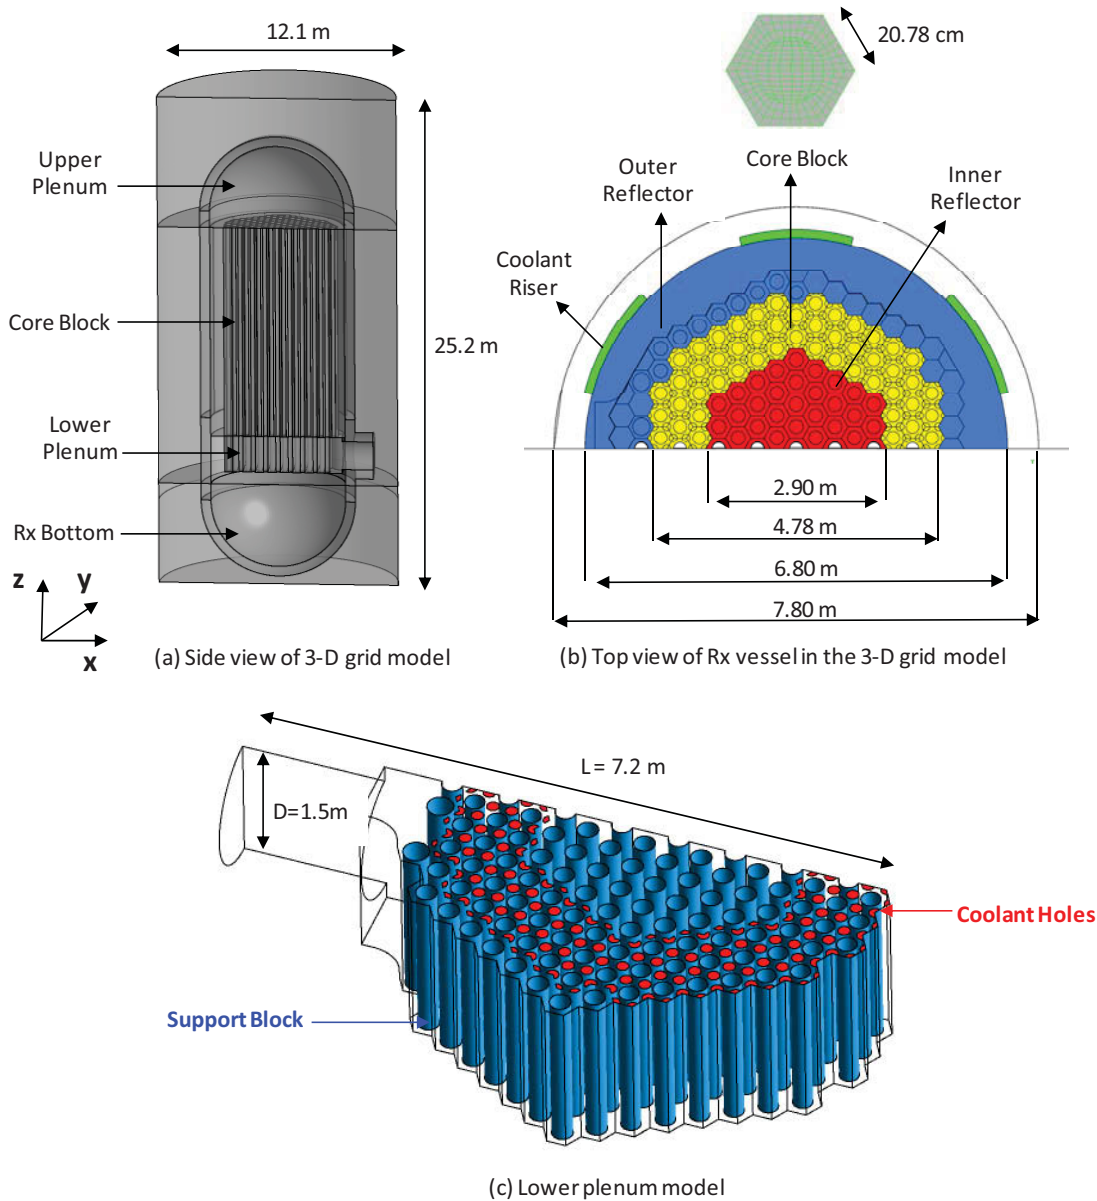 12.1 m
Upper
Plenum
Core Block
25.2 m
Lower
Plenum
Rx Bottom
z
y
x
(a) Side view of 3-D grid model
20.78 cm
Core Block
Outer
Reflector
Inner
Reflector
Coolant
Riser
2.90 m
4.78 m
6.80 m
7.80 m
(b) Top view of Rx vessel in the 3-D grid model
L = 7.2 m
D=1.5m
Coolant Holes
Support Block
(c) Lower plenum model